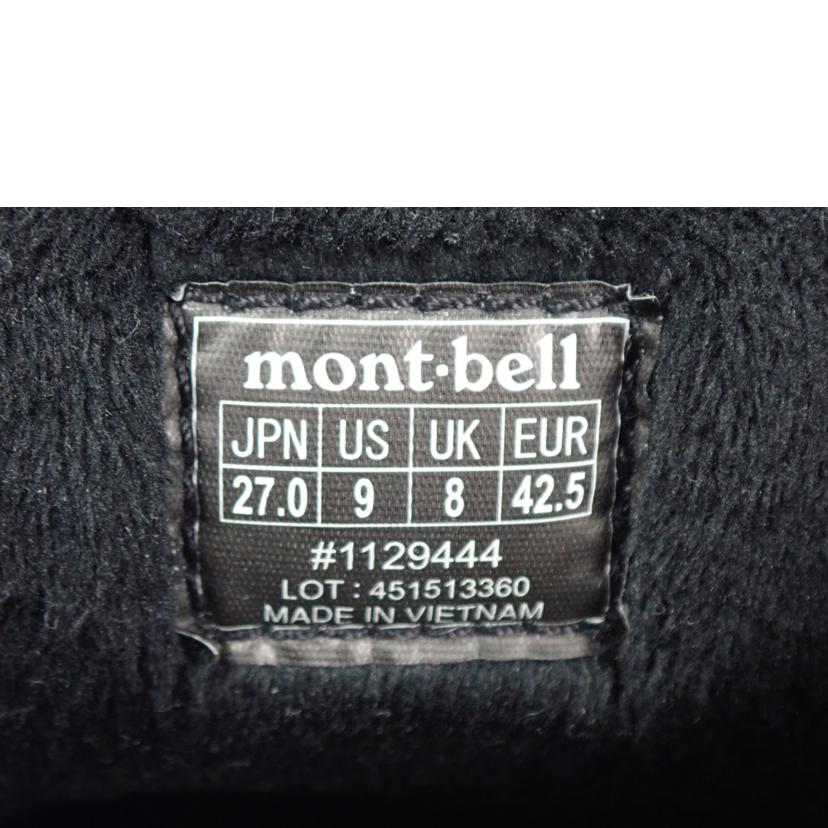 mont·bell
JPN US UK EUR
27.0 9 8 42.5
#1129444
LOT : 451513360
MADE IN VIETNAM